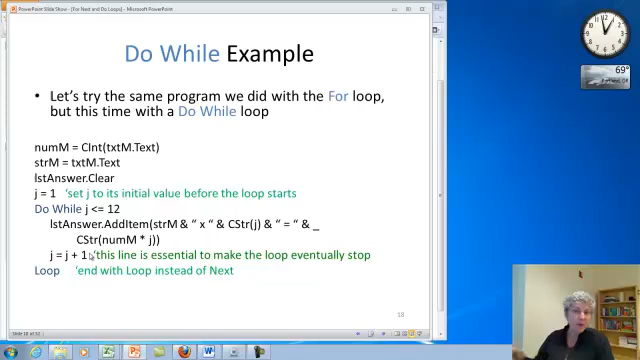 PowerPoint Slide Show - [For Next and Do Loops] - Microsoft PowerPoint
Do While Example
• Let's try the same program we did with the For loop,
but this time with a Do While loop
numM = CInt(txtM.Text)
strM = txtM.Text
lstAnswer.Clear
j = 1 'set j to its initial value before the loop starts
Do While j <= 12
lstAnswer.AddItem(strM & " x " & CStr(j) & " = " & _
CStr(numM * j))
j = j + 1 'this line is essential to make the loop eventually stop
Loop 'end with Loop instead of Next
18
69°
Portland, OR